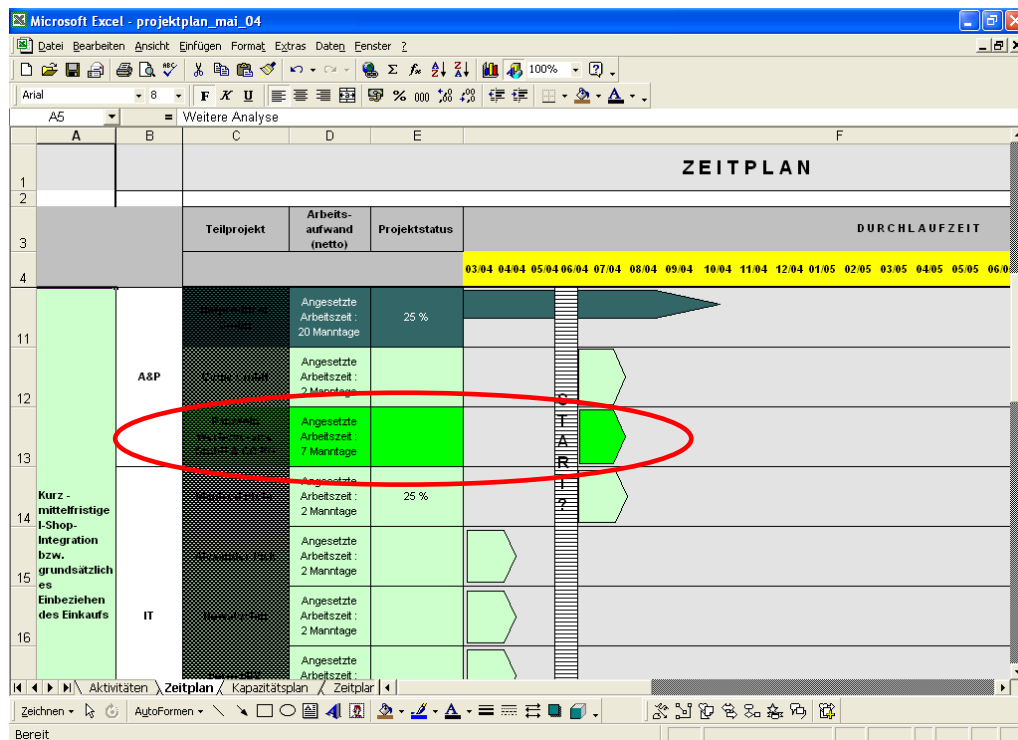 Microsoft Excel - projektplan_mai_04
Datei Bearbeiten Ansicht Einfügen Format Extras Daten Fenster ?
100%
Arial 8 F K U % 000
A5 = Weitere Analyse
A B C D E F
1 ZEITPLAN
2
3 Teilprojekt Arbeits-
aufwand
(netto) Projektstatus DURCHLAUFZEIT
4 03/04 04/04 05/04 06/04 07/04 08/04 09/04 10/04 11/04 12/04 01/05 02/05 03/05 04/05 05/05 06/0
11 Angesetzte
Arbeitszeit :
20 Manntage 25 %
A&P
12 Angesetzte
Arbeitszeit :
2 Manntage
13 Angesetzte
Arbeitszeit :
7 Manntage
START?
Kurz -
mittelfristige
I-Shop-
Integration
bzw.
grundsätzlich
es
Einbeziehen
des Einkaufs
14 Angesetzte
Arbeitszeit :
2 Manntage 25 %
15 Angesetzte
Arbeitszeit :
2 Manntage
IT
16 Angesetzte
Arbeitszeit :
2 Manntage
Angesetzte
Arbeitszeit :
Aktivitäten Zeitplan Kapazitätsplan Zeitplar
Zeichnen AutoFormen
Bereit